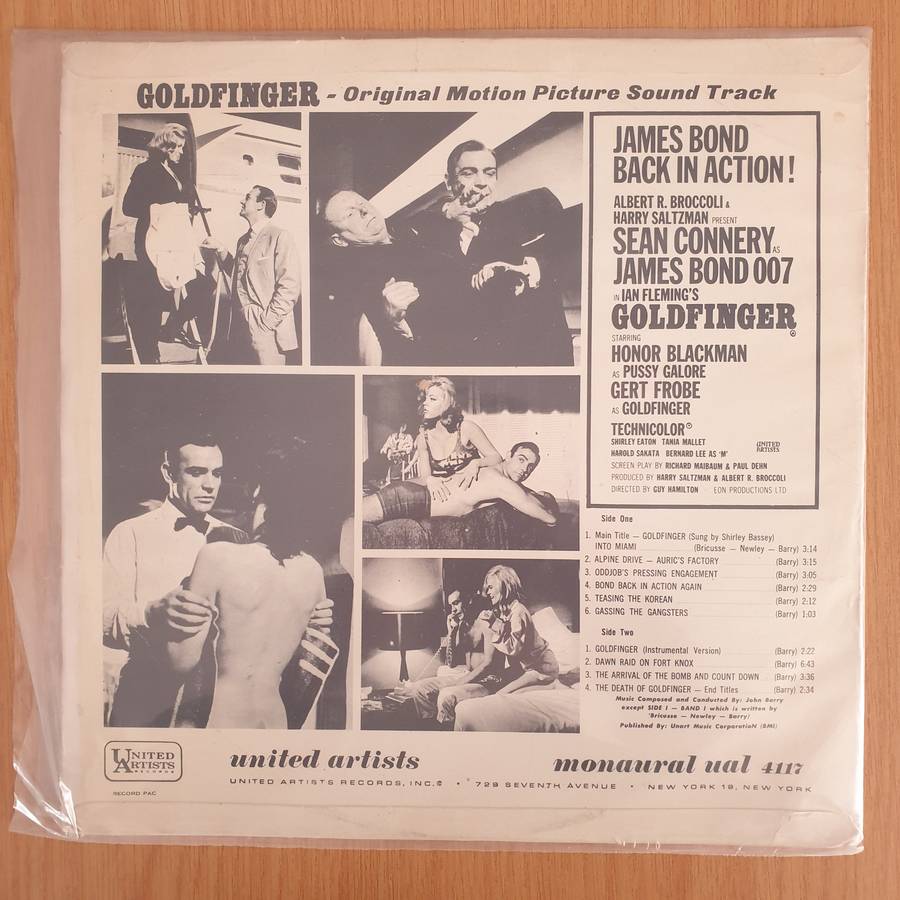 GOLDFINGER - Original Motion Picture Sound Track
JAMES BOND
BACK IN ACTION!
ALBERT R. BROCCOLI &
HARRY SALTZMAN PRESENT
SEAN CONNERY AS
JAMES BOND 007
IN IAN FLEMING'S
GOLDFINGER
STARRING
HONOR BLACKMAN
AS PUSSY GALORE
GERT FROBE
AS GOLDFINGER
TECHNICOLOR®
SHIRLEY EATON TANIA MALLET
HAROLD SAKATA BERNARD LEE AS 'M'
UNITED
ARTISTS
SCREEN PLAY BY RICHARD MAIBAUM & PAUL DEHN
PRODUCED BY HARRY SALTZMAN & ALBERT R. BROCCOLI
DIRECTED BY GUY HAMILTON EON PRODUCTIONS LTD
Side One
1. Main Title — GOLDFINGER (Sung by Shirley Bassey)
INTO MIAMI (Bricusse — Newley — Barry) 3:14
2. ALPINE DRIVE — AURIC'S FACTORY (Barry) 3:15
3. ODDJOB'S PRESSING ENGAGEMENT (Barry) 3:05
4. BOND BACK IN ACTION AGAIN (Barry) 2:29
5. TEASING THE KOREAN (Barry) 2:12
6. GASSING THE GANGSTERS (Barry) 1:03
Side Two
1. GOLDFINGER (Instrumental Version) (Barry) 2:22
2. DAWN RAID ON FORT KNOX (Barry) 6:43
3. THE ARRIVAL OF THE BOMB AND COUNT DOWN (Barry) 3:36
4. THE DEATH OF GOLDFINGER — End Titles (Barry) 2:34
Music Composed and Conducted By: John Barry
except SIDE I — BAND I which is written by
'Bricusse — Newley — Barry)
Published By: Unart Music CorporatioN (BMI)
UNITED
ARTISTS
RECORDS
united artists
monaural ual 4117
UNITED ARTISTS RECORDS, INC.® • 729 SEVENTH AVENUE • NEW YORK 19, NEW YORK
RECORD PAC